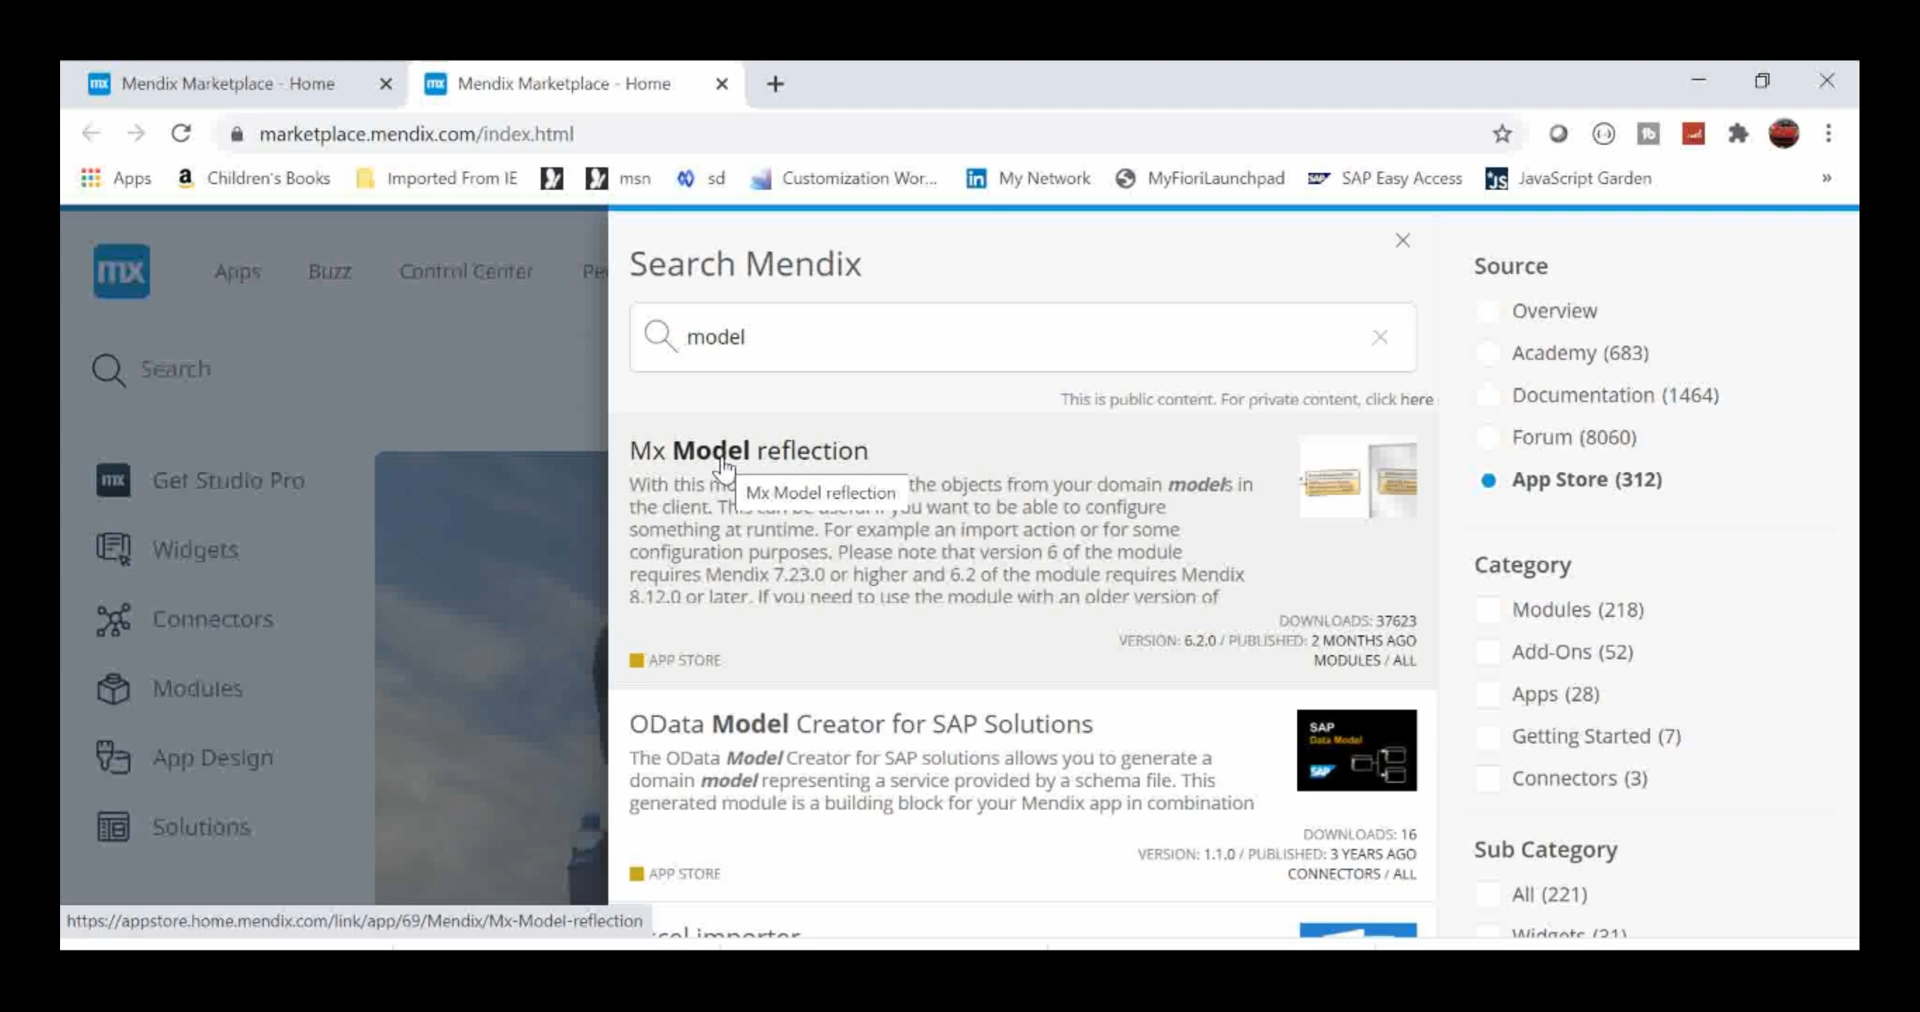 Mendix Marketplace - Home
Mendix Marketplace - Home
marketplace.mendix.com/index.html
Apps
Children's Books
Imported From IE
msn
sd
Customization Wor...
My Network
MyFioriLaunchpad
SAP Easy Access
JavaScript Garden
mx
Apps
Buzz
Control Center
Search
mx Get Studio Pro
Widgets
Connectors
Modules
App Design
Solutions
Search Mendix
model
This is public content. For private content, click here
Mx Model reflection
With this the objects from your domain models in
Mx Model reflection
the client. you want to be able to configure
something at runtime. For example an import action or for some
configuration purposes. Please note that version 6 of the module
requires Mendix 7.23.0 or higher and 6.2 of the module requires Mendix
8.12.0 or later. If you need to use the module with an older version of
DOWNLOADS: 37623
VERSION: 6.2.0 / PUBLISHED: 2 MONTHS AGO
APP STORE
MODULES / ALL
OData Model Creator for SAP Solutions
The OData Model Creator for SAP solutions allows you to generate a
domain model representing a service provided by a schema file. This
generated module is a building block for your Mendix app in combination
SAP
Data Model
SAP
DOWNLOADS: 16
VERSION: 1.1.0 / PUBLISHED: 3 YEARS AGO
APP STORE
CONNECTORS / ALL
Source
Overview
Academy (683)
Documentation (1464)
Forum (8060)
App Store (312)
Category
Modules (218)
Add-Ons (52)
Apps (28)
Getting Started (7)
Connectors (3)
Sub Category
All (221)
Widgets (31)
https://appstore.home.mendix.com/link/app/69/Mendix/Mx-Model-reflection